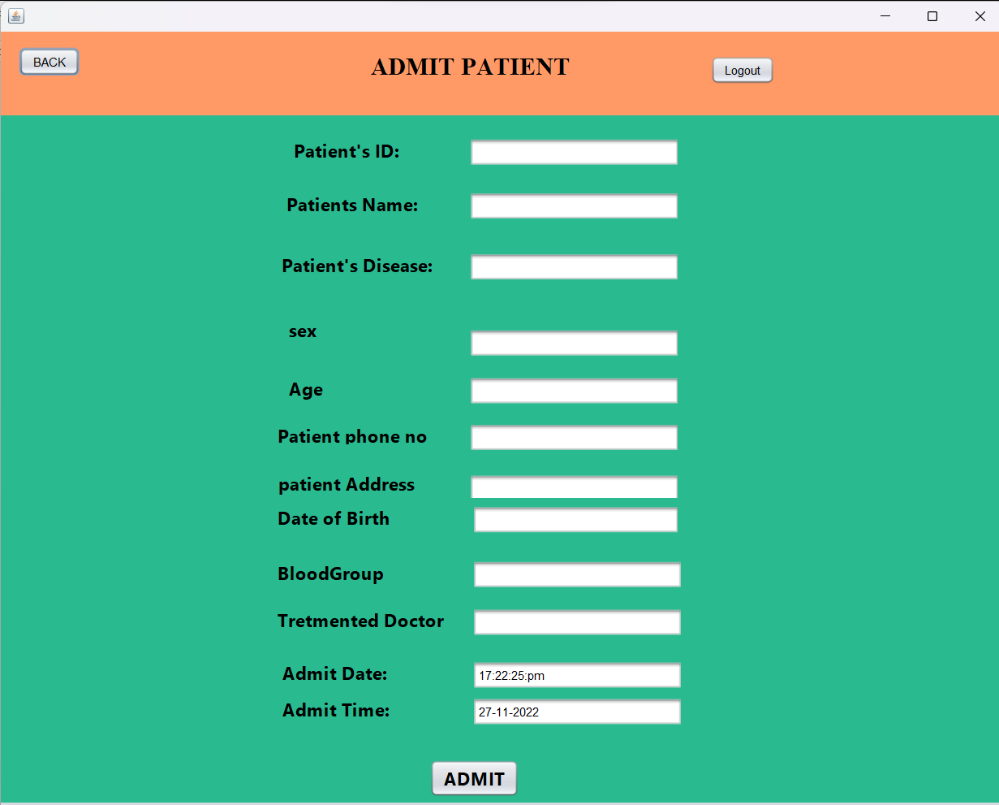 BACK
ADMIT PATIENT
Logout
Patient's ID:
Patients Name:
Patient's Disease:
sex
Age
Patient phone no
patient Address
Date of Birth
BloodGroup
Tretmented Doctor
Admit Date: 17:22:25:pm
Admit Time: 27-11-2022
ADMIT